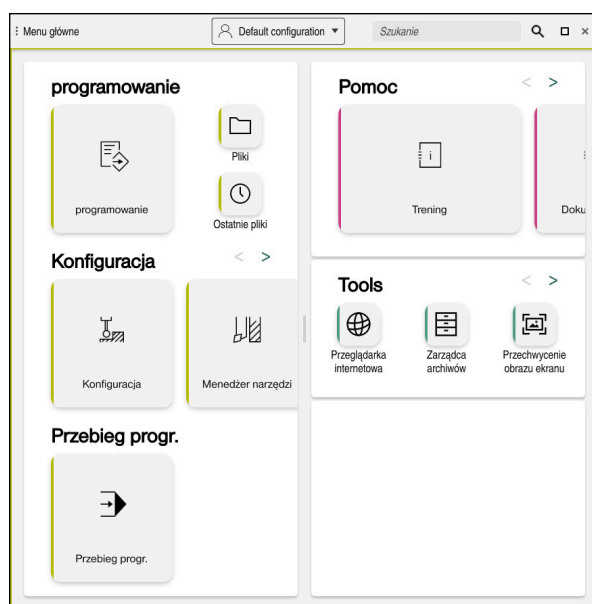 Menu główne
Default configuration
Szukanie
programowanie
programowanie
Pliki
Ostatnie pliki
Konfiguracja
< >
Konfiguracja
Menedżer narzędzi
Przebieg progr.
Przebieg progr.
Pomoc
< >
i
Trening
Doku
Tools
< >
Przeglądarka
internetowa
Zarządca
archiwów
Przechwycenie
obrazu ekranu